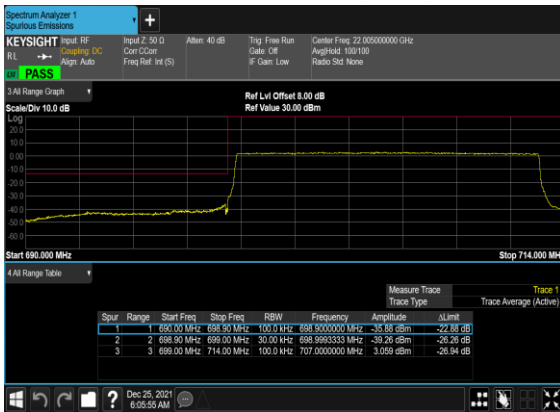 Spectrum Analyzer 1
Spurious Emissions
KEYSIGHT Input: RF Input Z: 50 Ω Atten: 40 dB Trig: Free Run Center Freq: 22.005000000 GHz
RL Coupling: DC Corr CCorr Gate: Off Avg|Hold: 100/100
Align: Auto Freq Ref: Int (S) IF Gain: Low Radio Std: None
PASS
3 All Range Graph Ref Lvl Offset 8.00 dB
Scale/Div 10.0 dB Ref Value 30.00 dBm
Log
20.0
10.0
0.00
-10.0
-20.0
-30.0
-40.0
-50.0
-60.0
Start 690.000 MHz Stop 714.000 MH
4 All Range Table
Measure Trace Trace 1
Trace Type Trace Average (Active)
Spur Range Start Freq Stop Freq RBW Frequency Amplitude ΔLimit
1 1 690.00 MHz 698.90 MHz 100.0 kHz 698.9000000 MHz -35.88 dBm -22.88 dB
2 2 698.90 MHz 699.00 MHz 30.00 kHz 698.9993333 MHz -39.26 dBm -26.26 dB
3 3 699.00 MHz 714.00 MHz 100.0 kHz 707.0000000 MHz 3.059 dBm -26.94 dB
Dec 25, 2021
6:05:55 AM